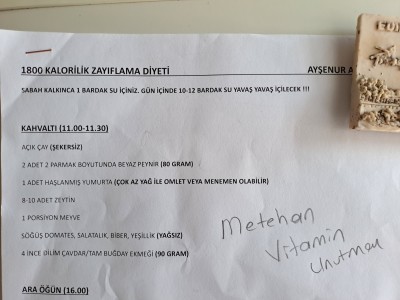 1800 KALORİLİK ZAYIFLAMA DİYETİ AYŞENUR
SABAH KALKINCA 1 BARDAK SU İÇİNİZ. GÜN İÇİNDE 10-12 BARDAK SU YAVAŞ YAVAŞ İÇİLECEK !!!
KAHVALTI (11.00-11.30)
AÇIK ÇAY (ŞEKERSİZ)
2 ADET 2 PARMAK BOYUTUNDA BEYAZ PEYNİR (80 GRAM)
1 ADET HAŞLANMIŞ YUMURTA (ÇOK AZ YAĞ İLE OMLET VEYA MENEMEN OLABİLİR)
8-10 ADET ZEYTİN
1 PORSİYON MEYVE
SÖĞÜŞ DOMATES, SALATALIK, BİBER, YEŞİLLİK (YAĞSIZ)
4 İNCE DİLİM ÇAVDAR/TAM BUĞDAY EKMEĞİ (90 GRAM)
Metehan
Vitamin
Unutma
ARA ÖĞÜN (16.00)